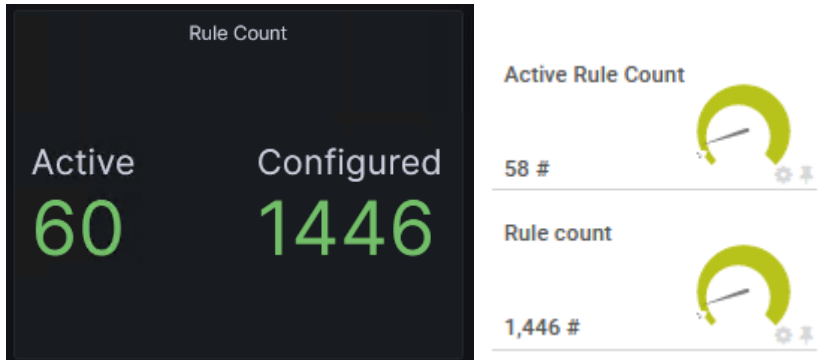 Rule Count
Active Configured
60 1446
Active Rule Count
58 #
Rule count
1,446 #